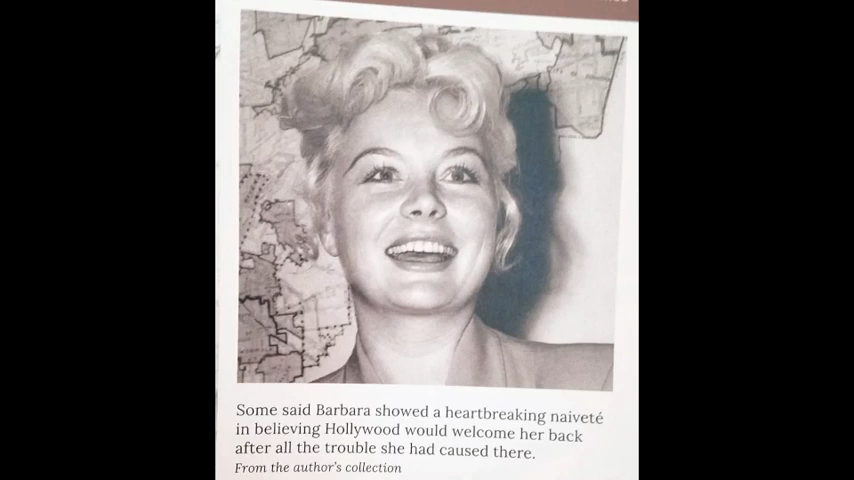 Some said Barbara showed a heartbreaking naiveté
in believing Hollywood would welcome her back
after all the trouble she had caused there.
From the author's collection